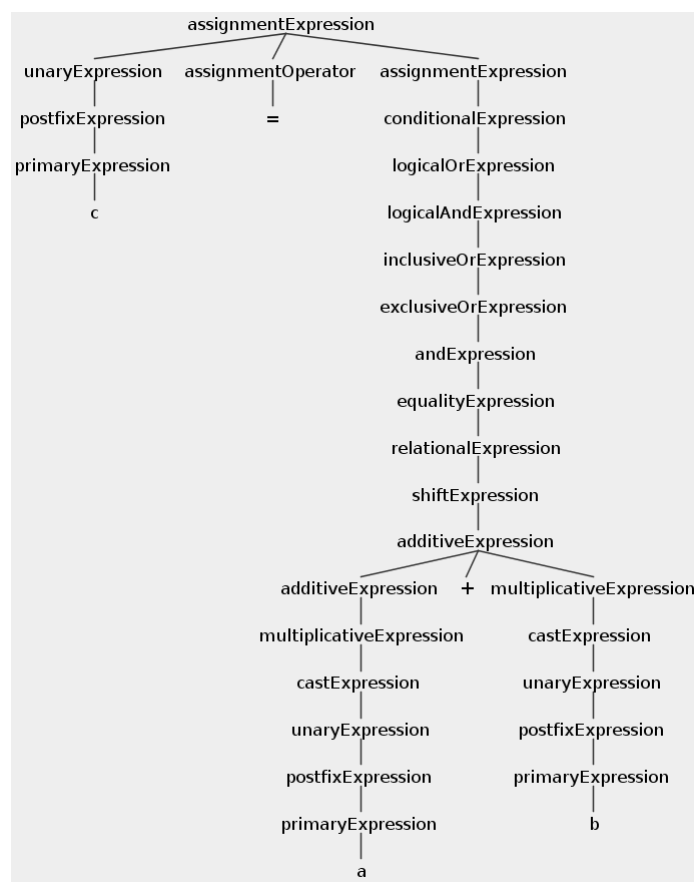 assignmentExpression
unaryExpression assignmentOperator assignmentExpression
postfixExpression = conditionalExpression
primaryExpression logicalOrExpression
c logicalAndExpression
inclusiveOrExpression
exclusiveOrExpression
andExpression
equalityExpression
relationalExpression
shiftExpression
additiveExpression
additiveExpression + multiplicativeExpression
multiplicativeExpression castExpression
castExpression unaryExpression
unaryExpression postfixExpression
postfixExpression primaryExpression
primaryExpression b
a